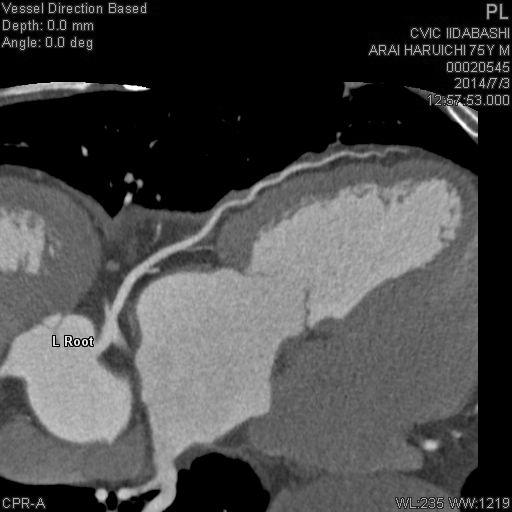 Vessel Direction Based
Depth: 0.0 mm
Angle: 0.0 deg
PL
CVIC IIDABASHI
ARAI HARUICHI 75Y M
00020545
2014/7/3
12:57:53.000
L Root
CPR-A
WL:235 WW:1219